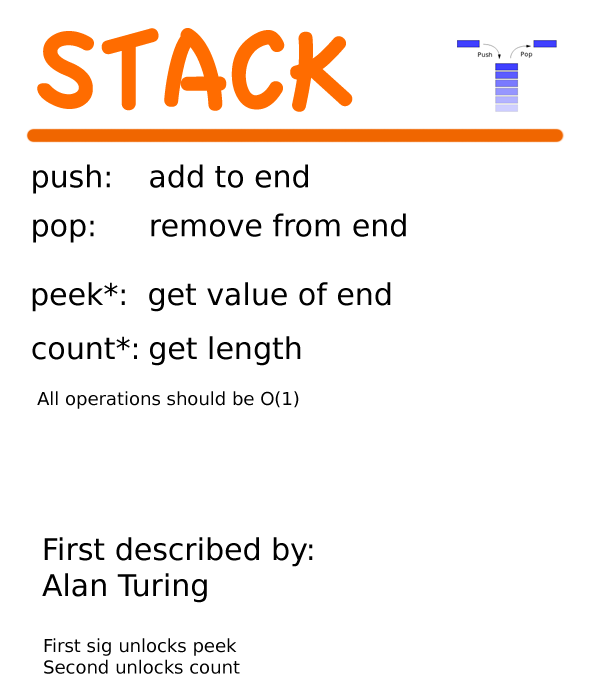 STACK
Push
Pop
push: add to end
pop: remove from end
peek*: get value of end
count*: get length
All operations should be O(1)
First described by:
Alan Turing
First sig unlocks peek
Second unlocks count